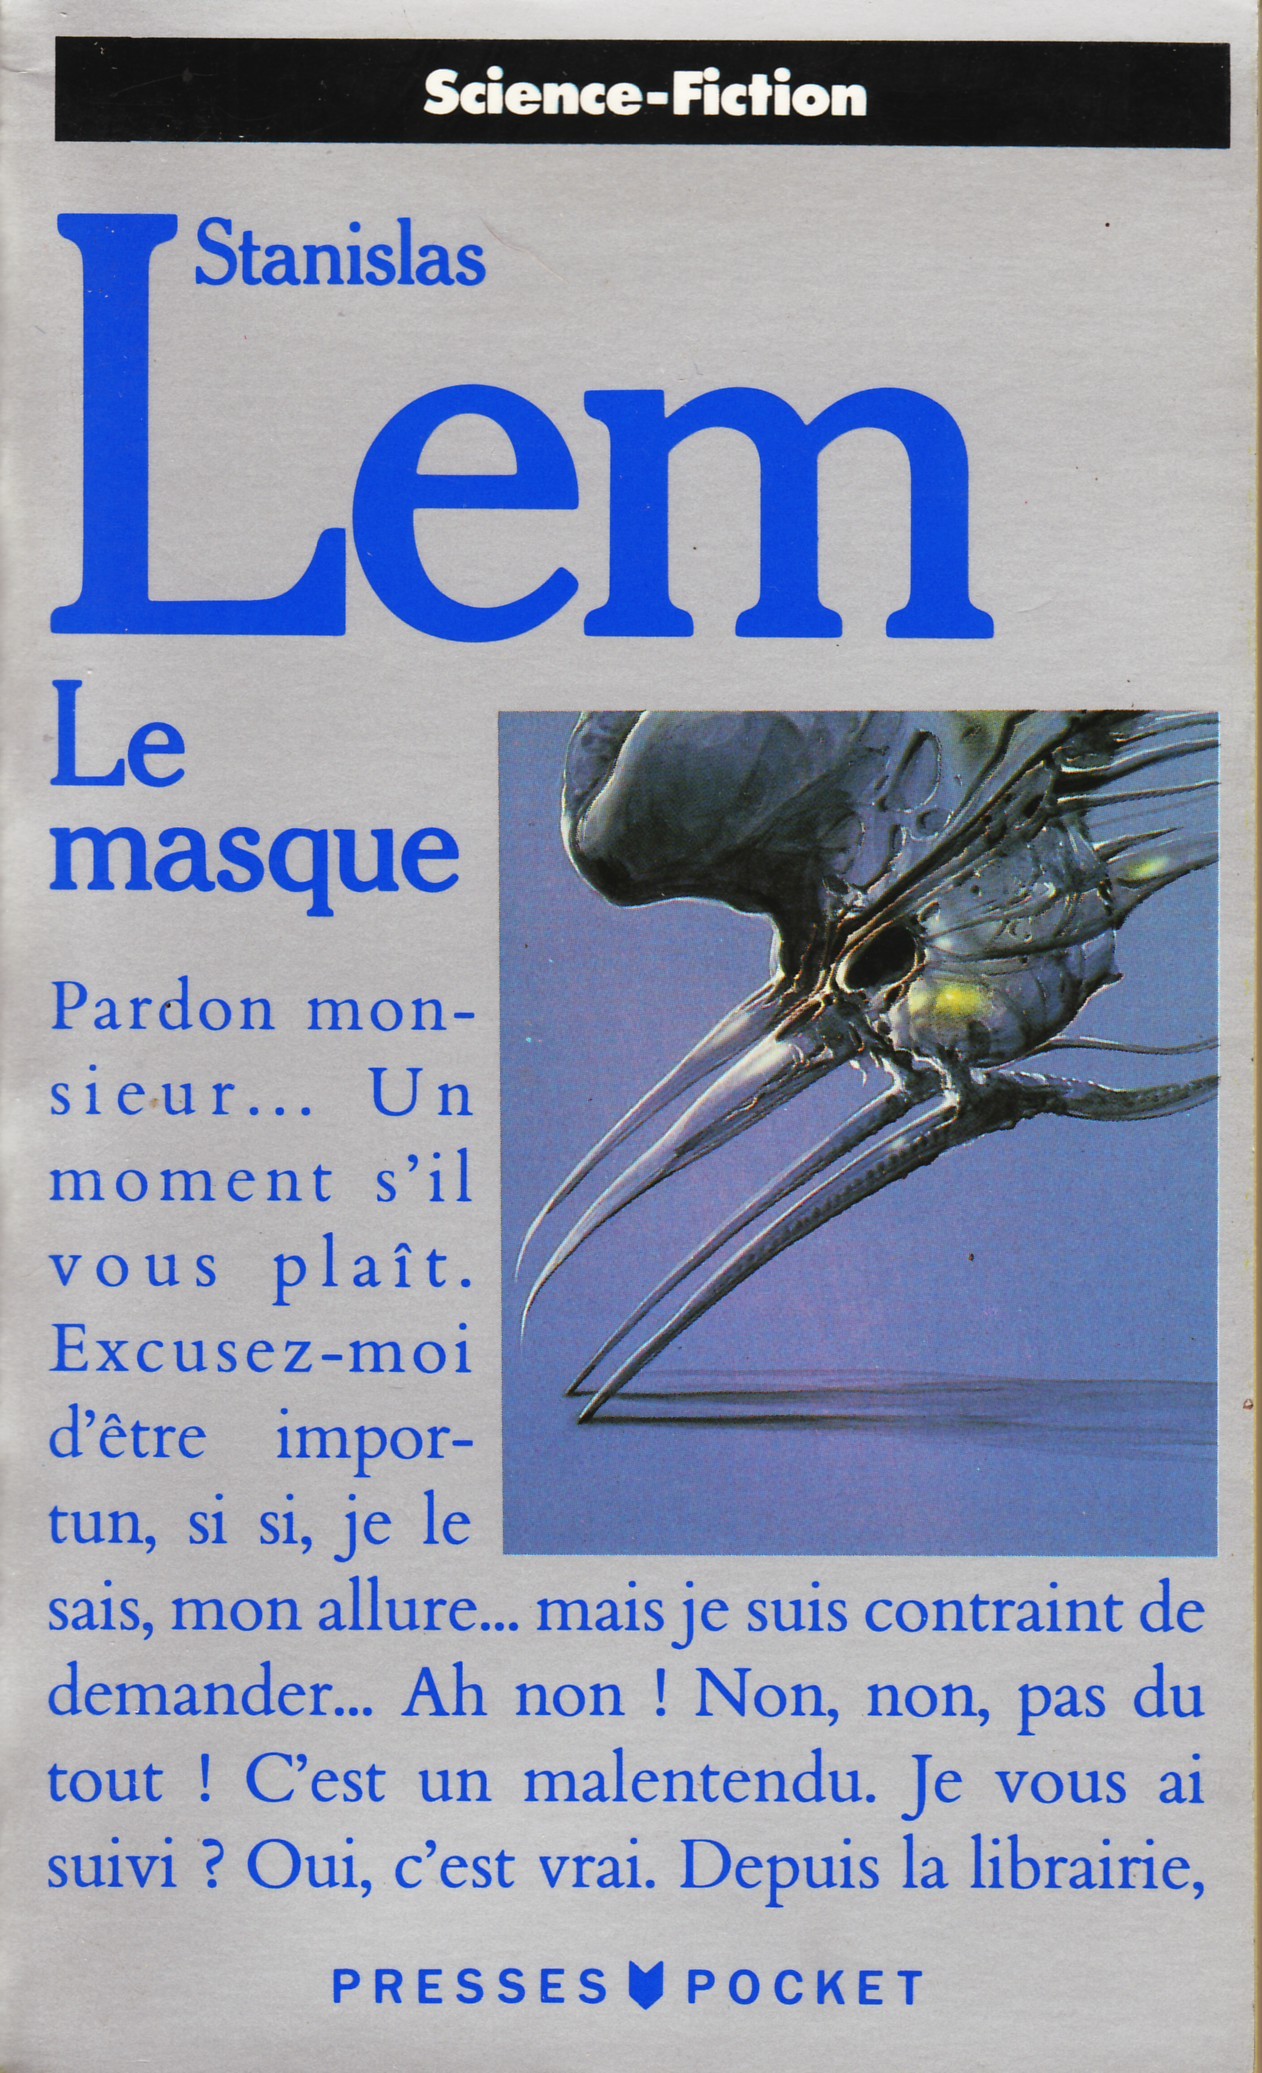 Science-Fiction
Stanislas
Lem
Le
masque
Pardon mon-
sieur... Un
moment s'il
vous plaît.
Excusez-moi
d'être impor-
tun, si si, je le
sais, mon allure... mais je suis contraint de
demander... Ah non ! Non, non, pas du
tout ! C'est un malentendu. Je vous ai
suivi ? Oui, c'est vrai. Depuis la librairie,
PRESSES POCKET